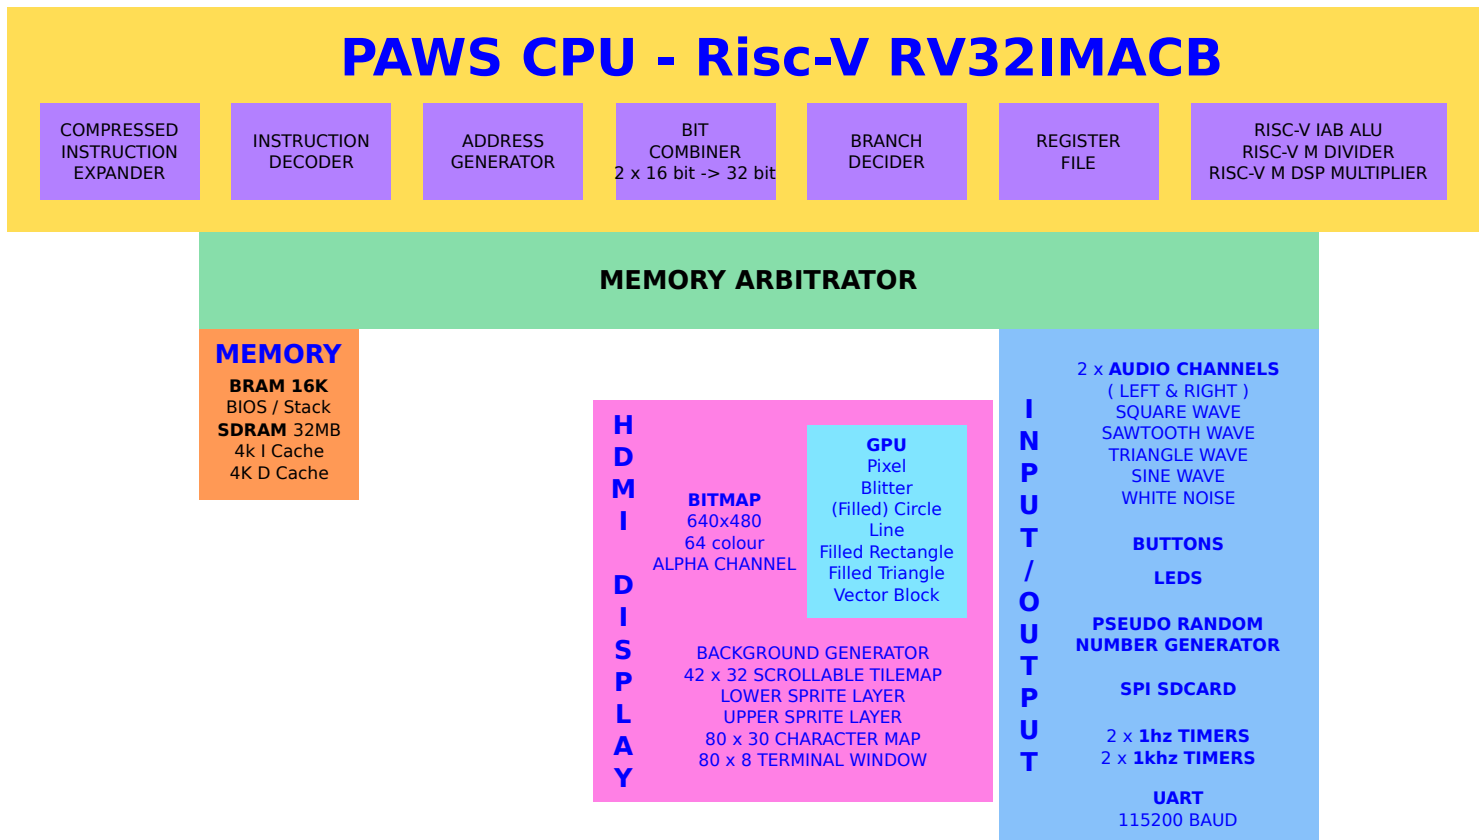 PAWS CPU - Risc-V RV32IMACB
COMPRESSED
INSTRUCTION
EXPANDER
INSTRUCTION
DECODER
ADDRESS
GENERATOR
BIT
COMBINER
2 x 16 bit -> 32 bit
BRANCH
DECIDER
REGISTER
FILE
RISC-V IAB ALU
RISC-V M DIVIDER
RISC-V M DSP MULTIPLIER
MEMORY ARBITRATOR
MEMORY
BRAM 16K
BIOS / Stack
SDRAM 32MB
4k I Cache
4K D Cache
HDMI DISPLAY
BITMAP
640x480
64 colour
ALPHA CHANNEL
GPU
Pixel
Blitter
(Filled) Circle
Line
Filled Rectangle
Filled Triangle
Vector Block
BACKGROUND GENERATOR
42 x 32 SCROLLABLE TILEMAP
LOWER SPRITE LAYER
UPPER SPRITE LAYER
80 x 30 CHARACTER MAP
80 x 8 TERMINAL WINDOW
INPUT/OUTPUT
2 x AUDIO CHANNELS
( LEFT & RIGHT )
SQUARE WAVE
SAWTOOTH WAVE
TRIANGLE WAVE
SINE WAVE
WHITE NOISE
BUTTONS
LEDS
PSEUDO RANDOM
NUMBER GENERATOR
SPI SDCARD
2 x 1hz TIMERS
2 x 1khz TIMERS
UART
115200 BAUD